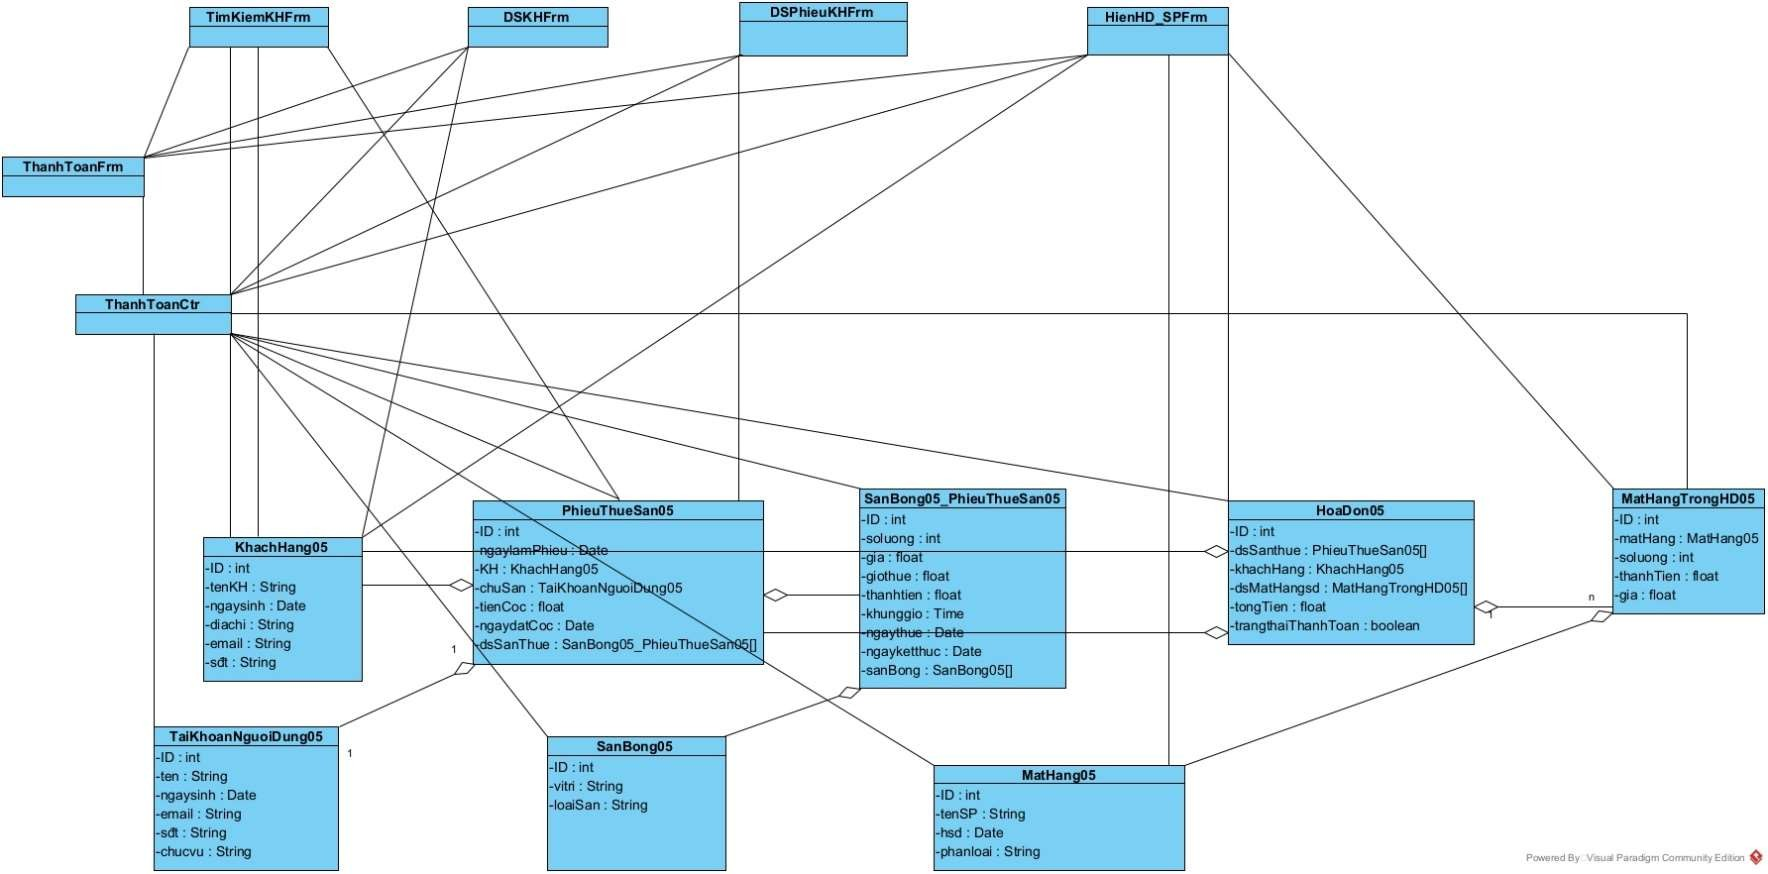 TimKiemKHFrm
DSKHFrm
DSPhieuKHFrm
HienHD_SPFrm
ThanhToanFrm
ThanhToanCtr
KhachHang05
-ID : int
-tenKH : String
-ngaysinh : Date
-diachi : String
-email : String
-sđt : String
PhieuThueSan05
-ID : int
-ngaylamPhieu : Date
-KH : KhachHang05
-chuSan : TaiKhoanNguoiDung05
-tienCoc : float
-ngaydatCoc : Date
-dsSanThue : SanBong05_PhieuThueSan05[]
SanBong05_PhieuThueSan05
-ID : int
-soluong : int
-gia : float
-giothue : float
-thanhtien : float
-khunggio : Time
-ngaythue : Date
-ngayketthuc : Date
-sanBong : SanBong05[]
HoaDon05
-ID : int
-dsSanthue : PhieuThueSan05[]
-khachHang : KhachHang05
-dsMatHangsd : MatHangTrongHD05[]
-tongTien : float
-trangthaiThanhToan : boolean
1
n
MatHangTrongHD05
-ID : int
-matHang : MatHang05
-soluong : int
-thanhTien : float
-gia : float
1
1
TaiKhoanNguoiDung05
-ID : int
-ten : String
-ngaysinh : Date
-email : String
-sđt : String
-chucvu : String
SanBong05
-ID : int
-vitri : String
-loaiSan : String
MatHang05
-ID : int
-tenSP : String
-hsd : Date
-phanloai : String
Powered By Visual Paradigm Community Edition